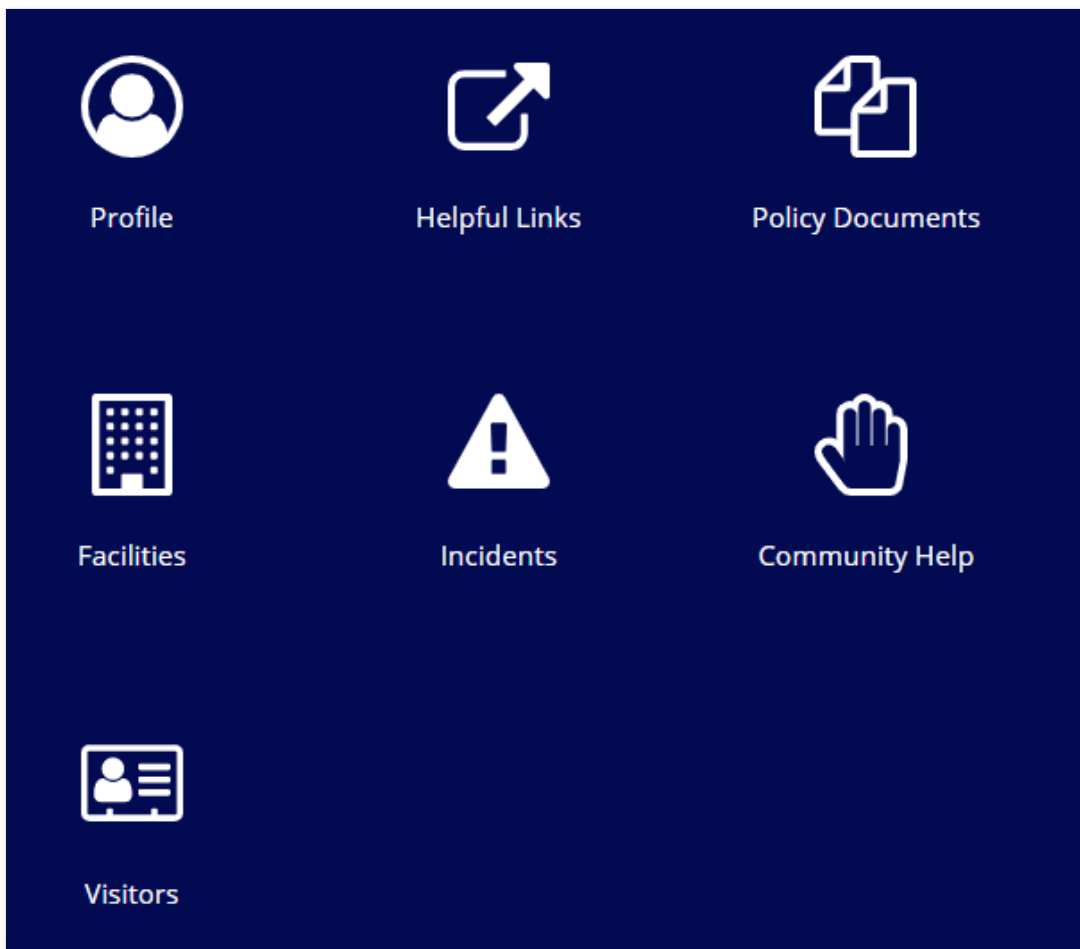 Profile
Helpful Links
Policy Documents
Facilities
Incidents
Community Help
Visitors